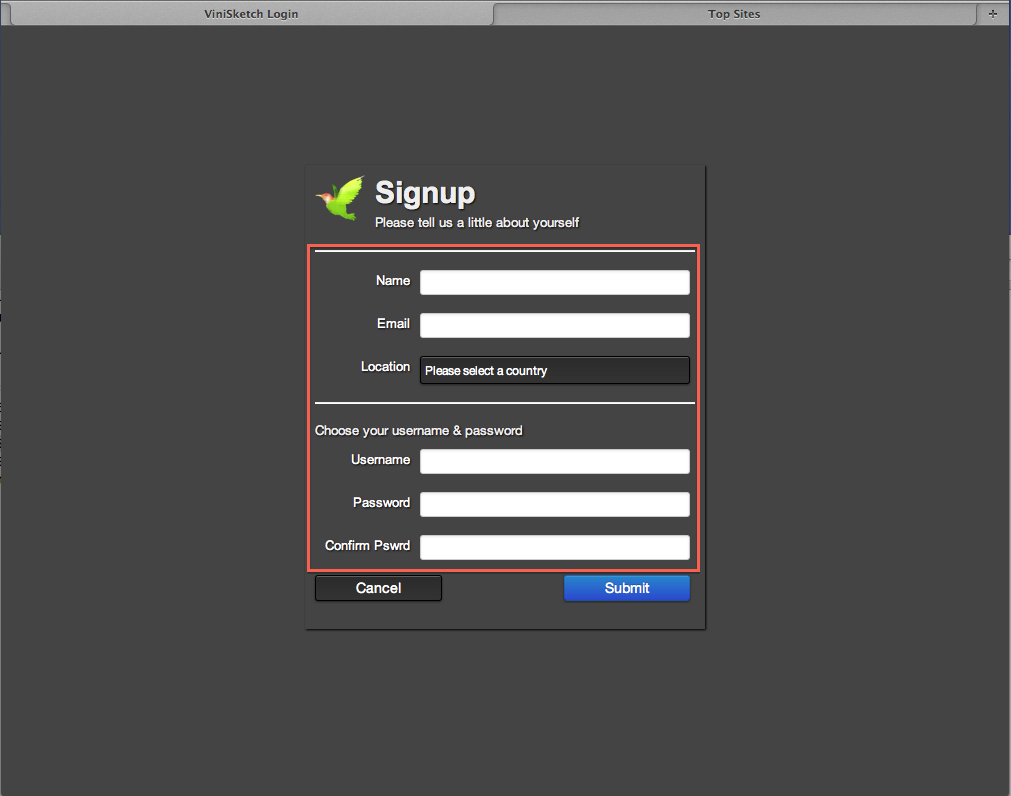 ViniSketch Login
Top Sites
Signup
Please tell us a little about yourself
Name
Email
Location
Please select a country
Choose your username & password
Username
Password
Confirm Pswrd
Cancel
Submit